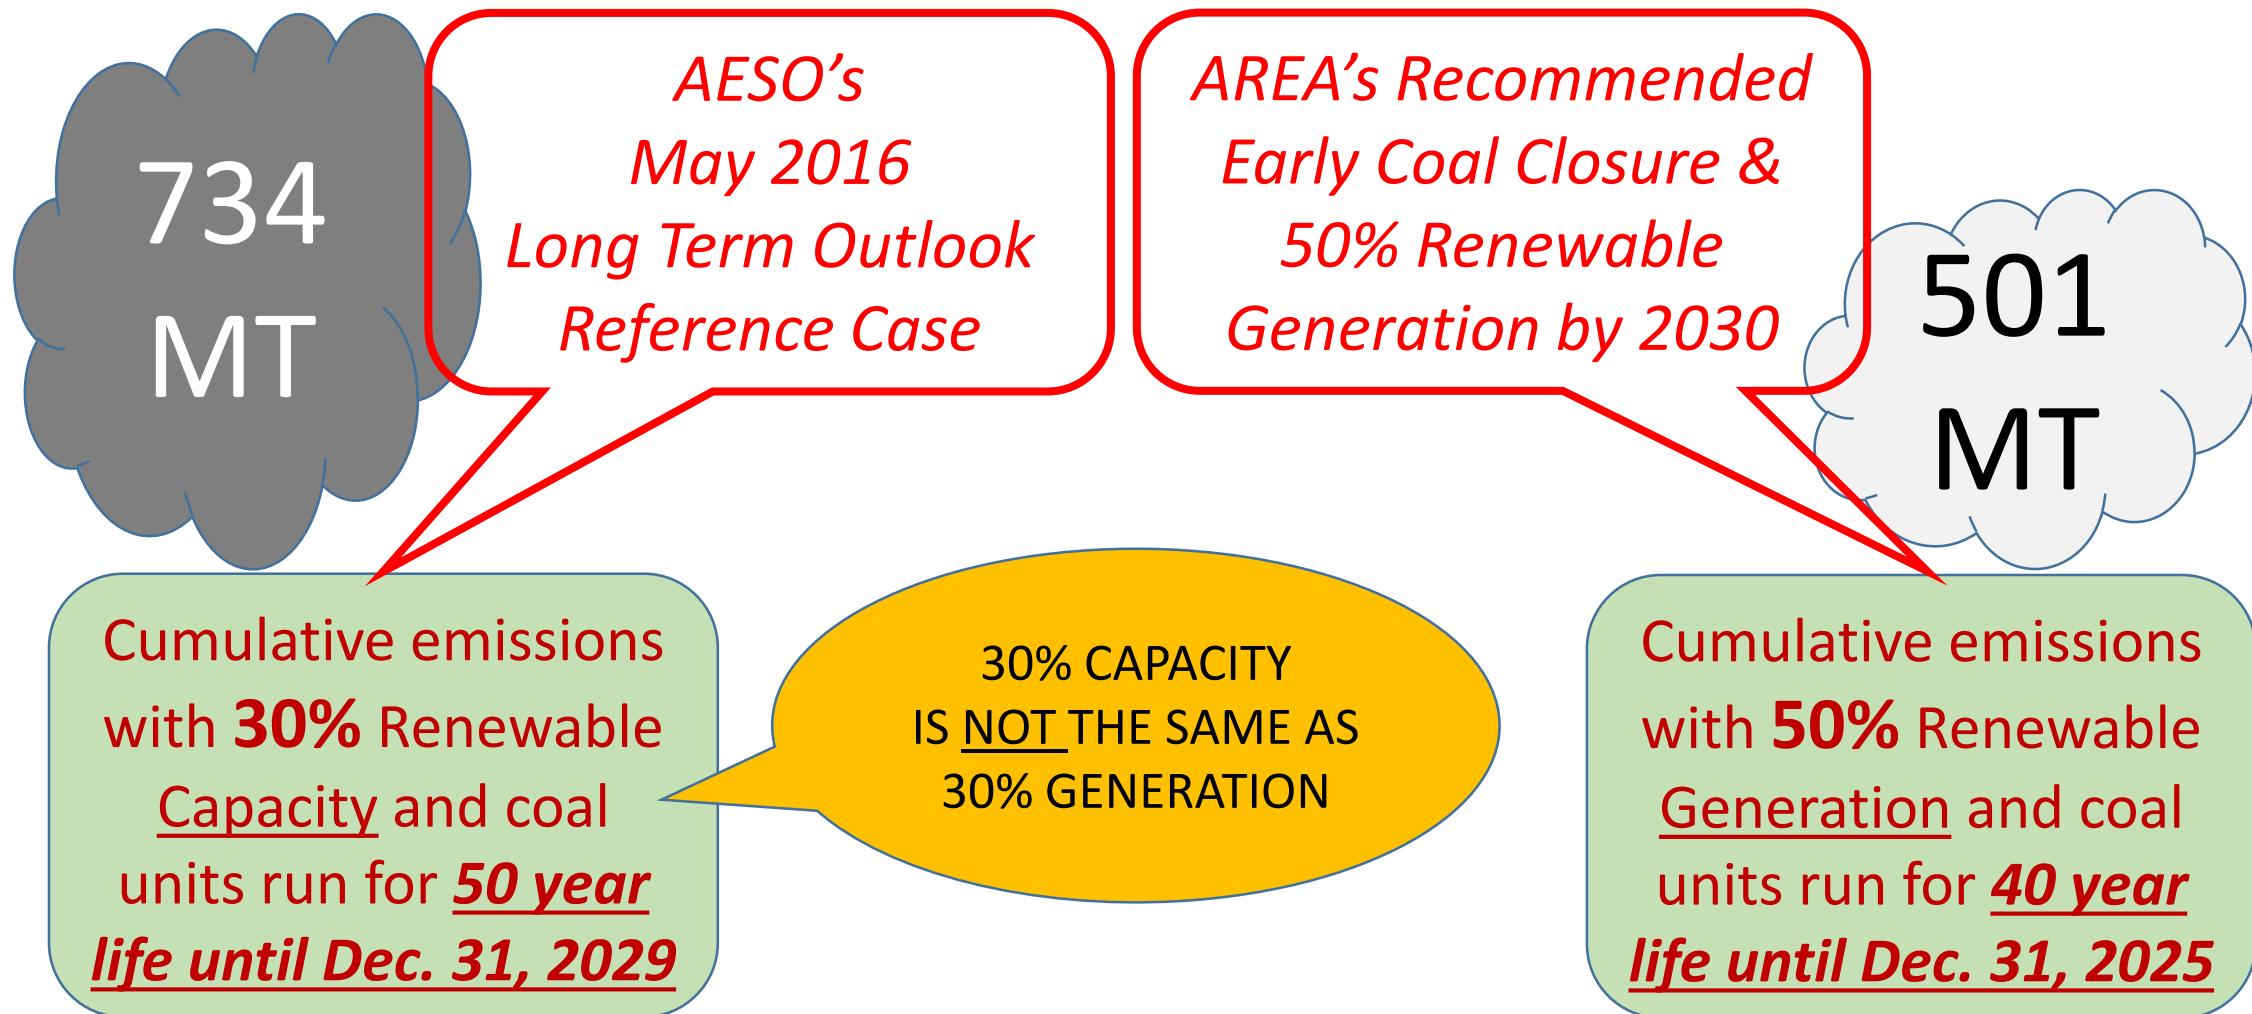 734
MT
AESO’s
May 2016
Long Term Outlook
Reference Case
AREA’s Recommended
Early Coal Closure &
50% Renewable
Generation by 2030
501
MT
Cumulative emissions
with 30% Renewable
Capacity and coal
units run for 50 year
life until Dec. 31, 2029
30% CAPACITY
IS NOT THE SAME AS
30% GENERATION
Cumulative emissions
with 50% Renewable
Generation and coal
units run for 40 year
life until Dec. 31, 2025